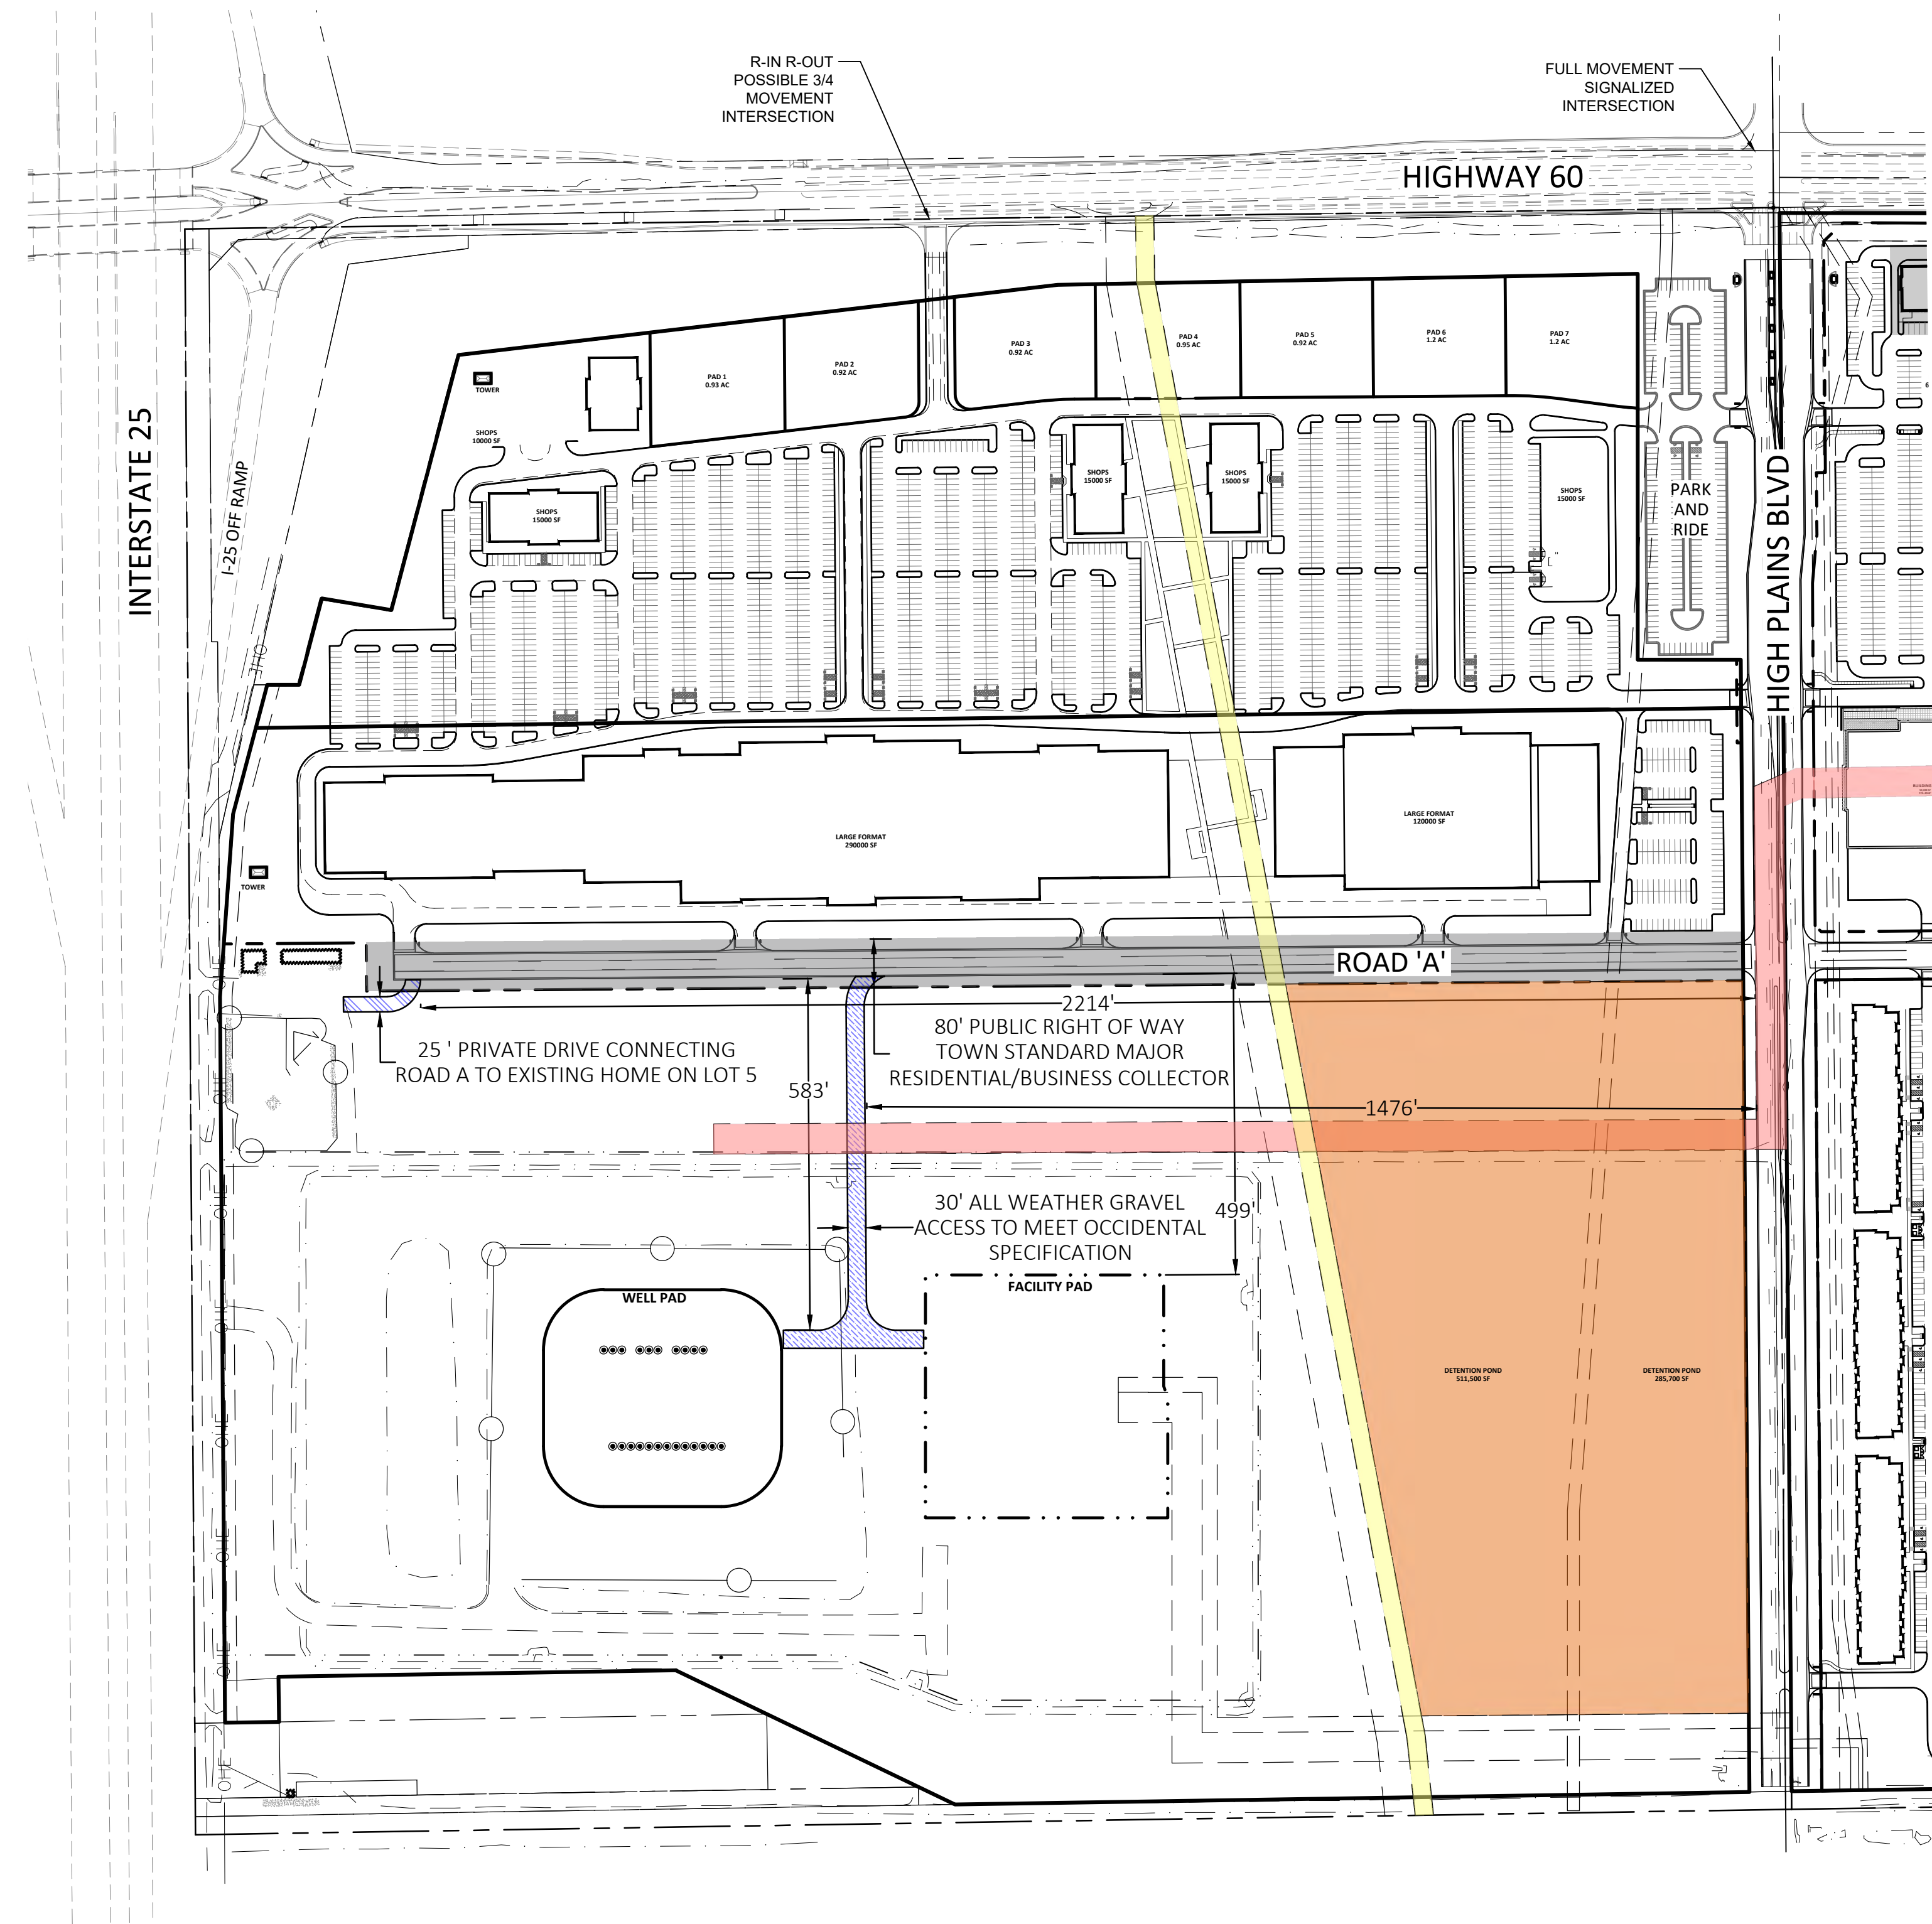 R-IN R-OUT
POSSIBLE 3/4
MOVEMENT
INTERSECTION
FULL MOVEMENT
SIGNALIZED
INTERSECTION
HIGHWAY 60
INTERSTATE 25
I-25 OFF RAMP
TOWER
SHOPS
10000 SF
PAD 1
0.93 AC
PAD 2
0.92 AC
PAD 3
0.92 AC
PAD 4
0.95 AC
PAD 5
0.92 AC
PAD 6
1.2 AC
PAD 7
1.2 AC
SHOPS
15000 SF
SHOPS
15000 SF
SHOPS
15000 SF
SHOPS
15000 SF
PARK
AND
RIDE
HIGH PLAINS BLVD
LARGE FORMAT
290000 SF
LARGE FORMAT
120000 SF
TOWER
ROAD 'A'
2214'
25 ' PRIVATE DRIVE CONNECTING
ROAD A TO EXISTING HOME ON LOT 5
80' PUBLIC RIGHT OF WAY
TOWN STANDARD MAJOR
RESIDENTIAL/BUSINESS COLLECTOR
583'
1476'
30' ALL WEATHER GRAVEL
ACCESS TO MEET OCCIDENTAL
SPECIFICATION
499'
WELL PAD
FACILITY PAD
DETENTION POND
511,500 SF
DETENTION POND
285,700 SF